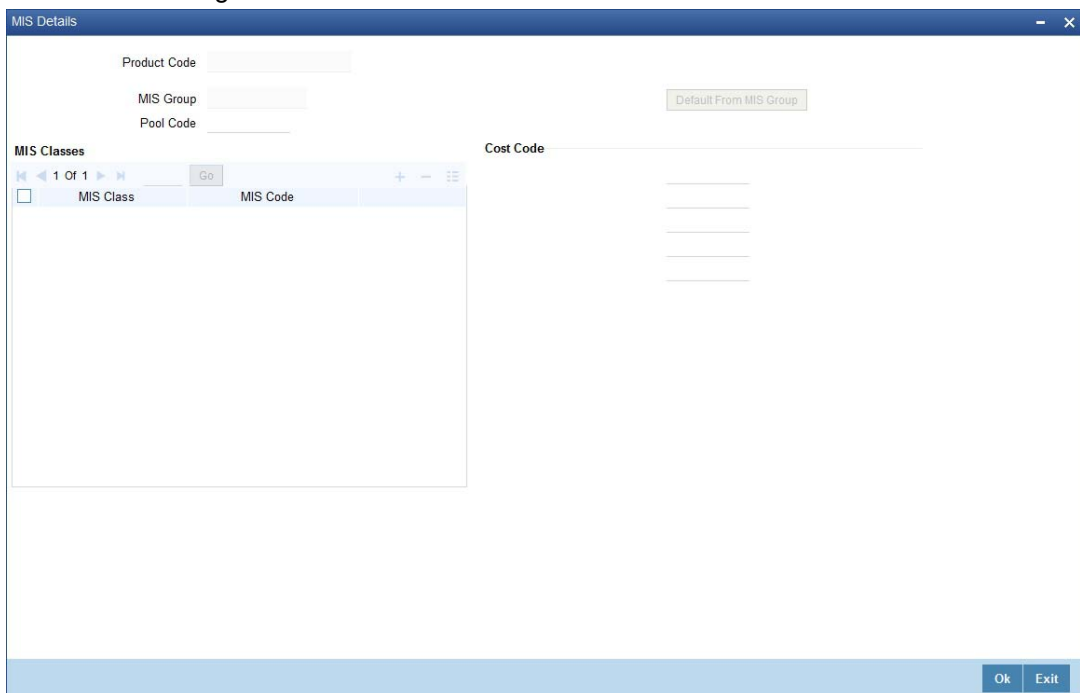 MIS Details
Product Code
MIS Group
Default From MIS Group
Pool Code
MIS Classes
Cost Code
1 Of 1
Go
MIS Class MIS Code
Ok Exit